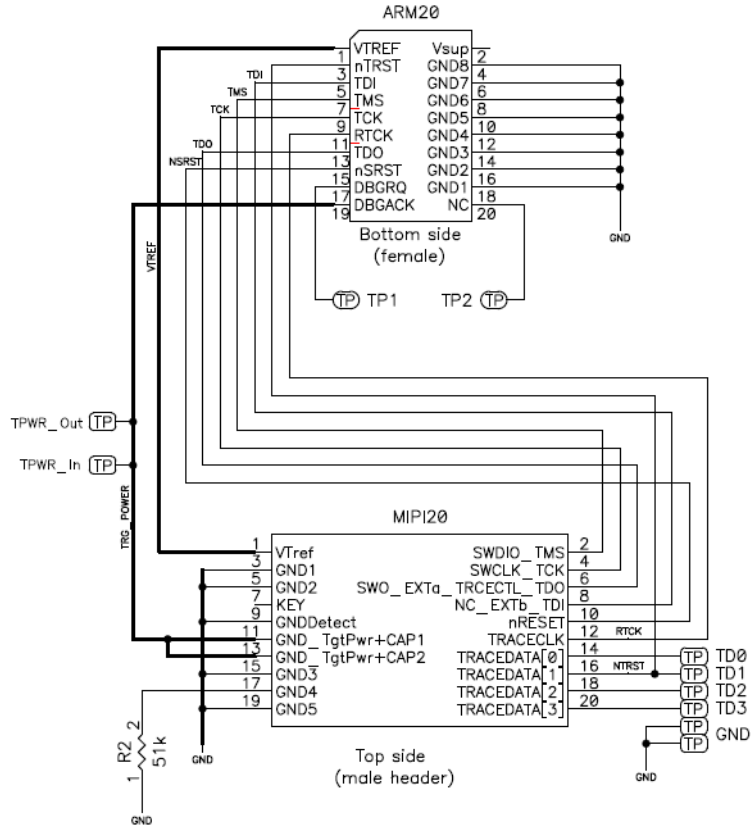 ARM20
VTREF Vsup
1 2
nTRST GND8
3 4
TDI GND7
5 6
TMS GND6
7 8
TCK GND5
9 10
RTCK GND4
11 12
TDO GND3
13 14
nSRST GND2
15 16
DBGRQ GND1
17 18
DBGACK NC
19 20
TDI
TMS
TCK
TDO
NSRST
Bottom side
(female)
GND
VTREF
TP TP1
TP2 TP
TPWR_Out TP
TPWR_In TP
TRG_POWER
MIPI20
1 VTref SWDIO_TMS 2
3 GND1 SWCLK_TCK 4
5 GND2 SWO_EXTa_TRCECTL_TDO 6
7 KEY NC_EXTb_TDI 8
9 GNDDetect nRESET 10
11 GND_TgtPwr+CAP1 TRACECLK 12 RTCK
13 GND_TgtPwr+CAP2 TRACEDATA[0] 14 TP TD0
15 GND3 TRACEDATA[1] 16 NTRST TP TD1
17 GND4 TRACEDATA[2] 18 TP TD2
19 GND5 TRACEDATA[3] 20 TP TD3
TP GND
TP
R2 2
51k
1
GND
Top side
(male header)
GND
GND